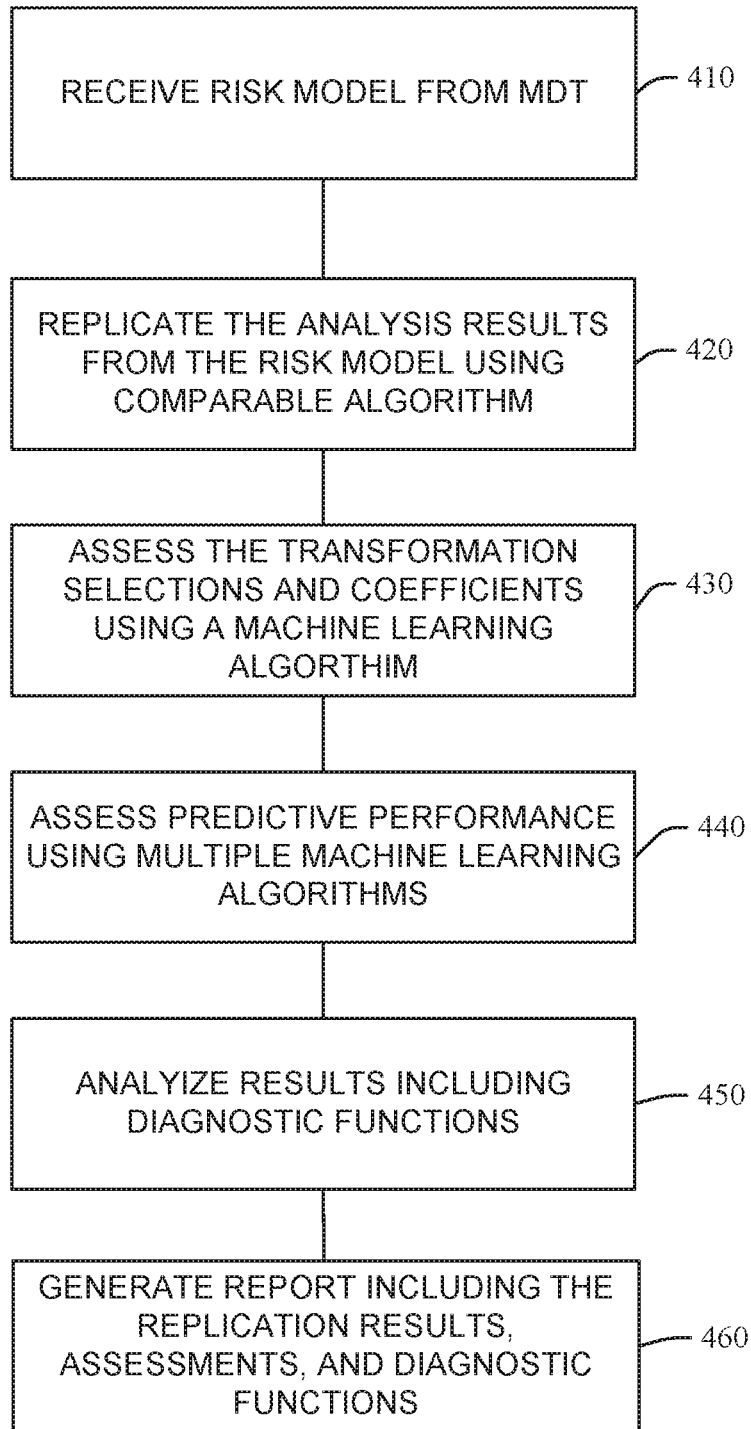 RECEIVE RISK MODEL FROM MDT
410
REPLICATE THE ANALYSIS RESULTS
FROM THE RISK MODEL USING
COMPARABLE ALGORITHM
420
ASSESS THE TRANSFORMATION
SELECTIONS AND COEFFICIENTS
USING A MACHINE LEARNING
ALGORTHIM
430
ASSESS PREDICTIVE PERFORMANCE
USING MULTIPLE MACHINE LEARNING
ALGORITHMS
440
ANALYIZE RESULTS INCLUDING
DIAGNOSTIC FUNCTIONS
450
GENERATE REPORT INCLUDING THE
REPLICATION RESULTS,
ASSESSMENTS, AND DIAGNOSTIC
FUNCTIONS
460